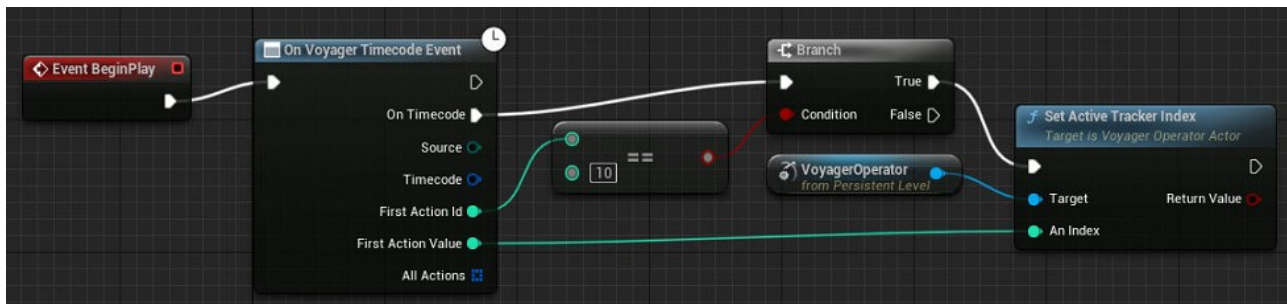 Event BeginPlay
On Voyager Timecode Event
On Timecode
Source
Timecode
First Action Id
First Action Value
All Actions
==
10
Branch
True
Condition
False
VoyagerOperator
from Persistent Level
Set Active Tracker Index
Target is Voyager Operator Actor
Target
Return Value
An Index